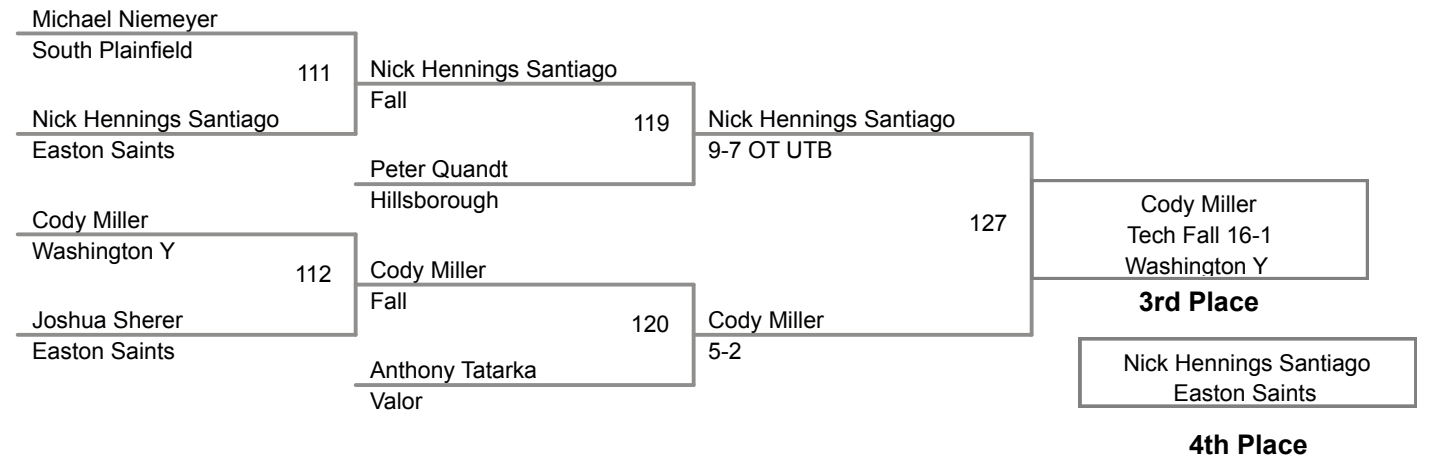 Michael Niemeyer
South Plainfield
111
Nick Hennings Santiago
Fall
Nick Hennings Santiago
Easton Saints
119
Nick Hennings Santiago
9-7 OT UTB
Peter Quandt
Hillsborough
Cody Miller
Washington Y
127
Cody Miller
Tech Fall 16-1
Washington Y
3rd Place
112
Cody Miller
Fall
Joshua Sherer
Easton Saints
120
Cody Miller
5-2
Anthony Tatarka
Valor
Nick Hennings Santiago
Easton Saints
4th Place